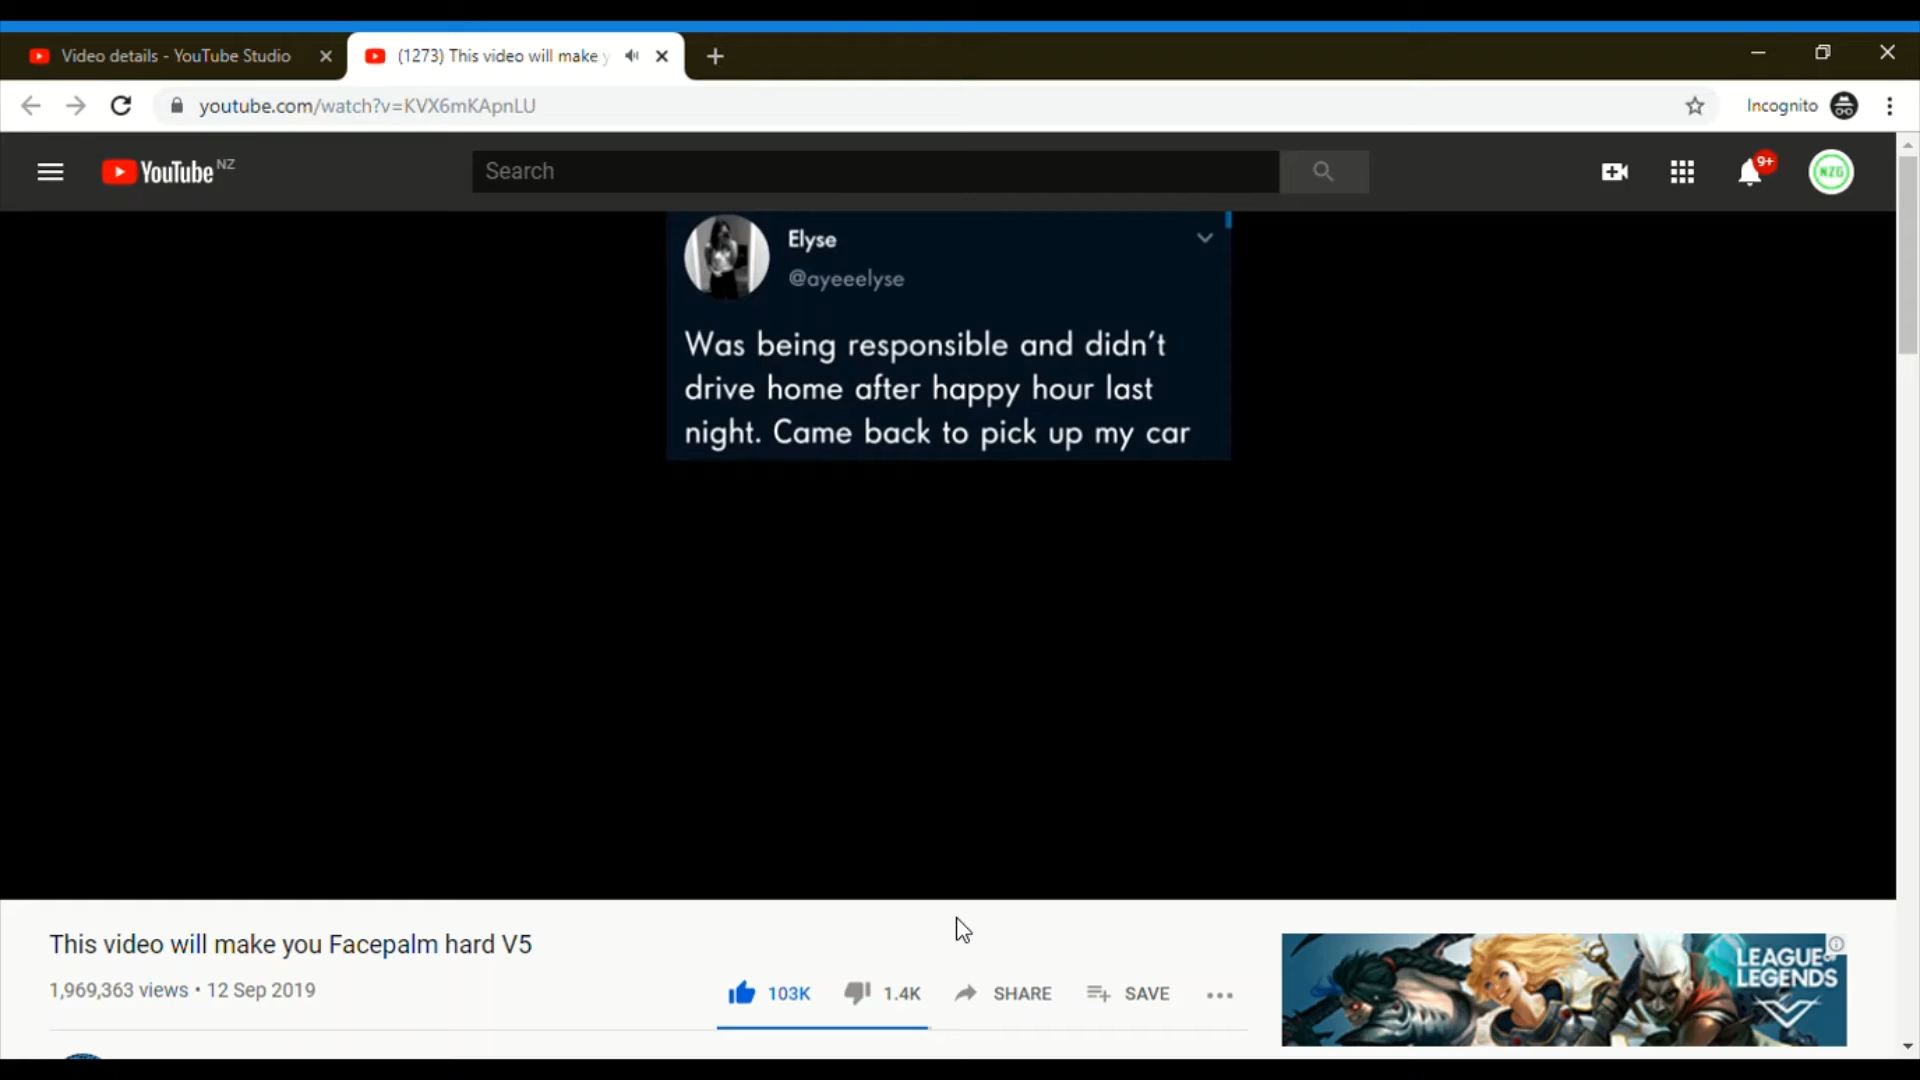 Video details - YouTube Studio
(1273) This video will make y
youtube.com/watch?v=KVX6mKApnLU
Incognito
YouTube NZ
Search
9+
NZG
Elyse
@ayeeelyse
Was being responsible and didn't
drive home after happy hour last
night. Came back to pick up my car
This video will make you Facepalm hard V5
1,969,363 views • 12 Sep 2019
103K
1.4K
SHARE
SAVE
LEAGUE OF
LEGENDS